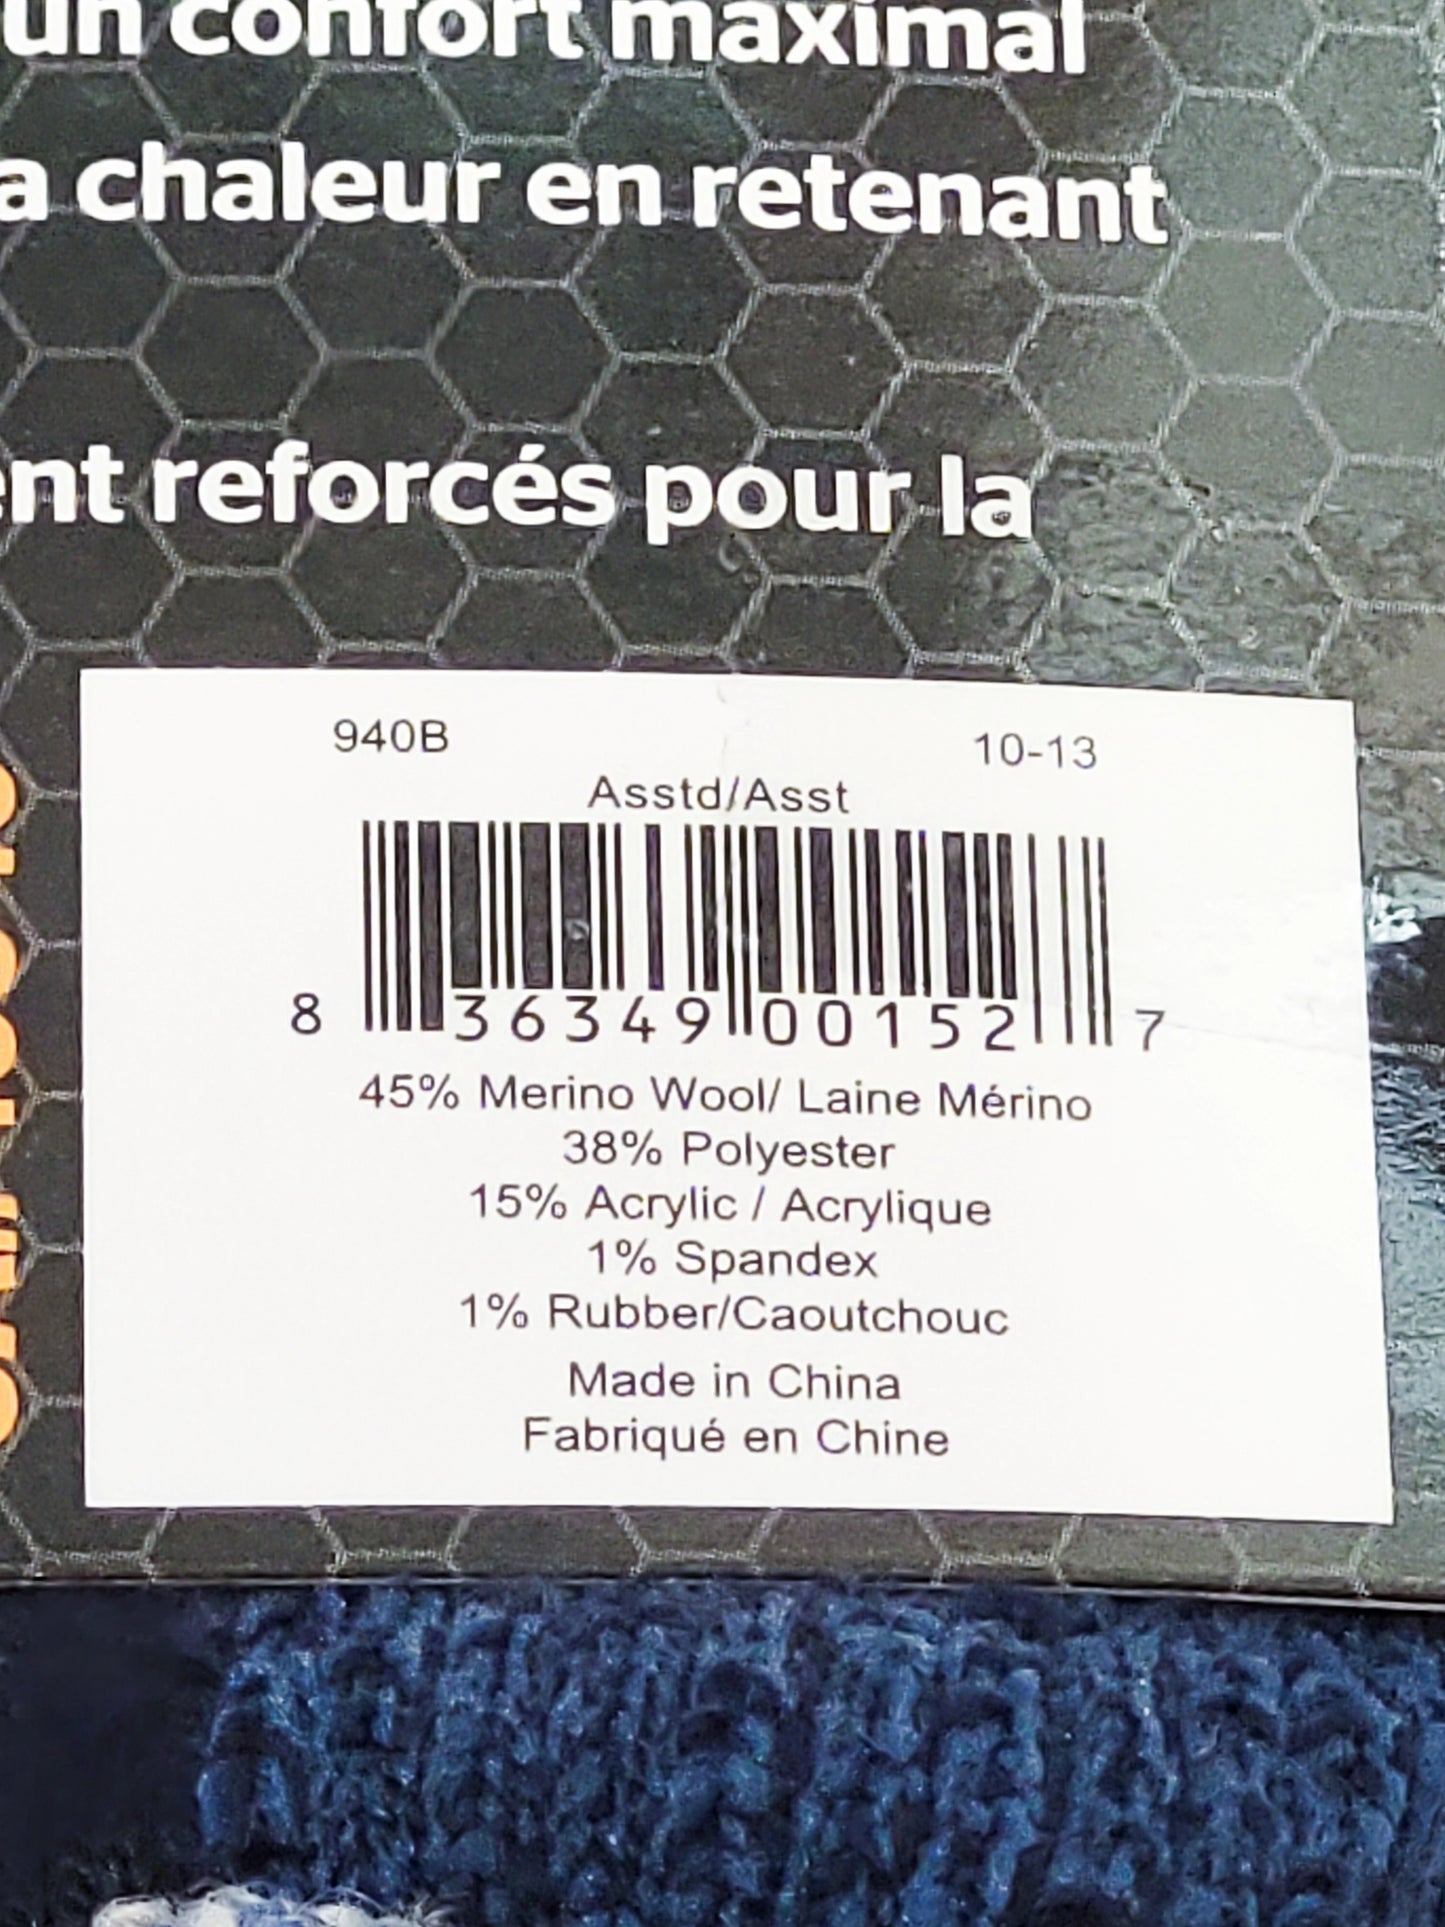 un confort maximal
a chaleur en retenant
ent reforcés pour la
940B 10-13
Asstd/Asst
8 36349 00152 7
45% Merino Wool/ Laine Mérino
38% Polyester
15% Acrylic / Acrylique
1% Spandex
1% Rubber/Caoutchouc
Made in China
Fabriqué en Chine